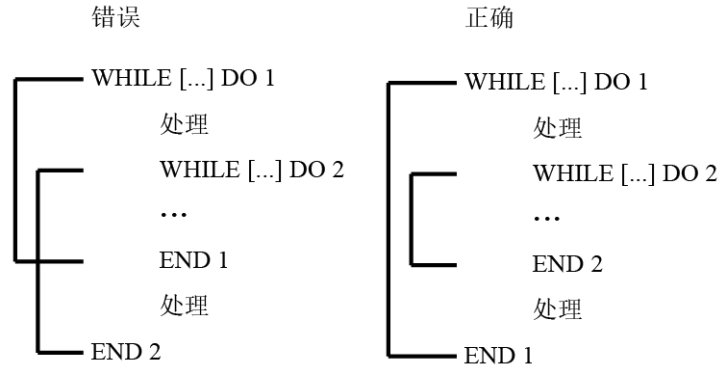 错误
WHILE [...] DO 1
处理
WHILE [...] DO 2
...
END 1
处理
END 2
正确
WHILE [...] DO 1
处理
WHILE [...] DO 2
...
END 2
处理
END 1